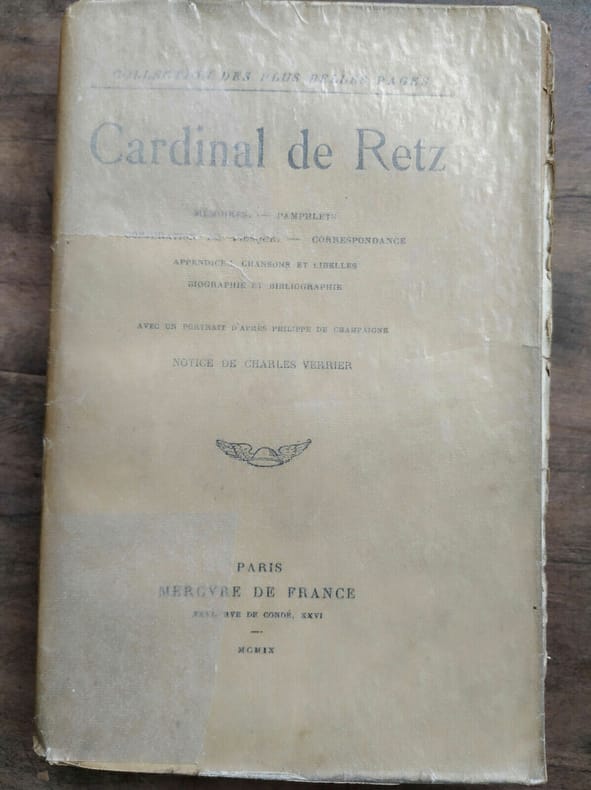 COLLECTION DES PLUS BELLES PAGES
Cardinal de Retz
MÉMOIRES. — PAMPHLETS
CONJURATION DE FIESQUE. — CORRESPONDANCE
APPENDICE: CHANSONS ET LIBELLES
BIOGRAPHIE ET BIBLIOGRAPHIE
AVEC UN PORTRAIT D'APRÈS PHILIPPE DE CHAMPAIGNE
NOTICE DE CHARLES VERRIER
PARIS
MERCVRE DE FRANCE
XXVI, RVE DE CONDÉ, XXVI
MCMIX